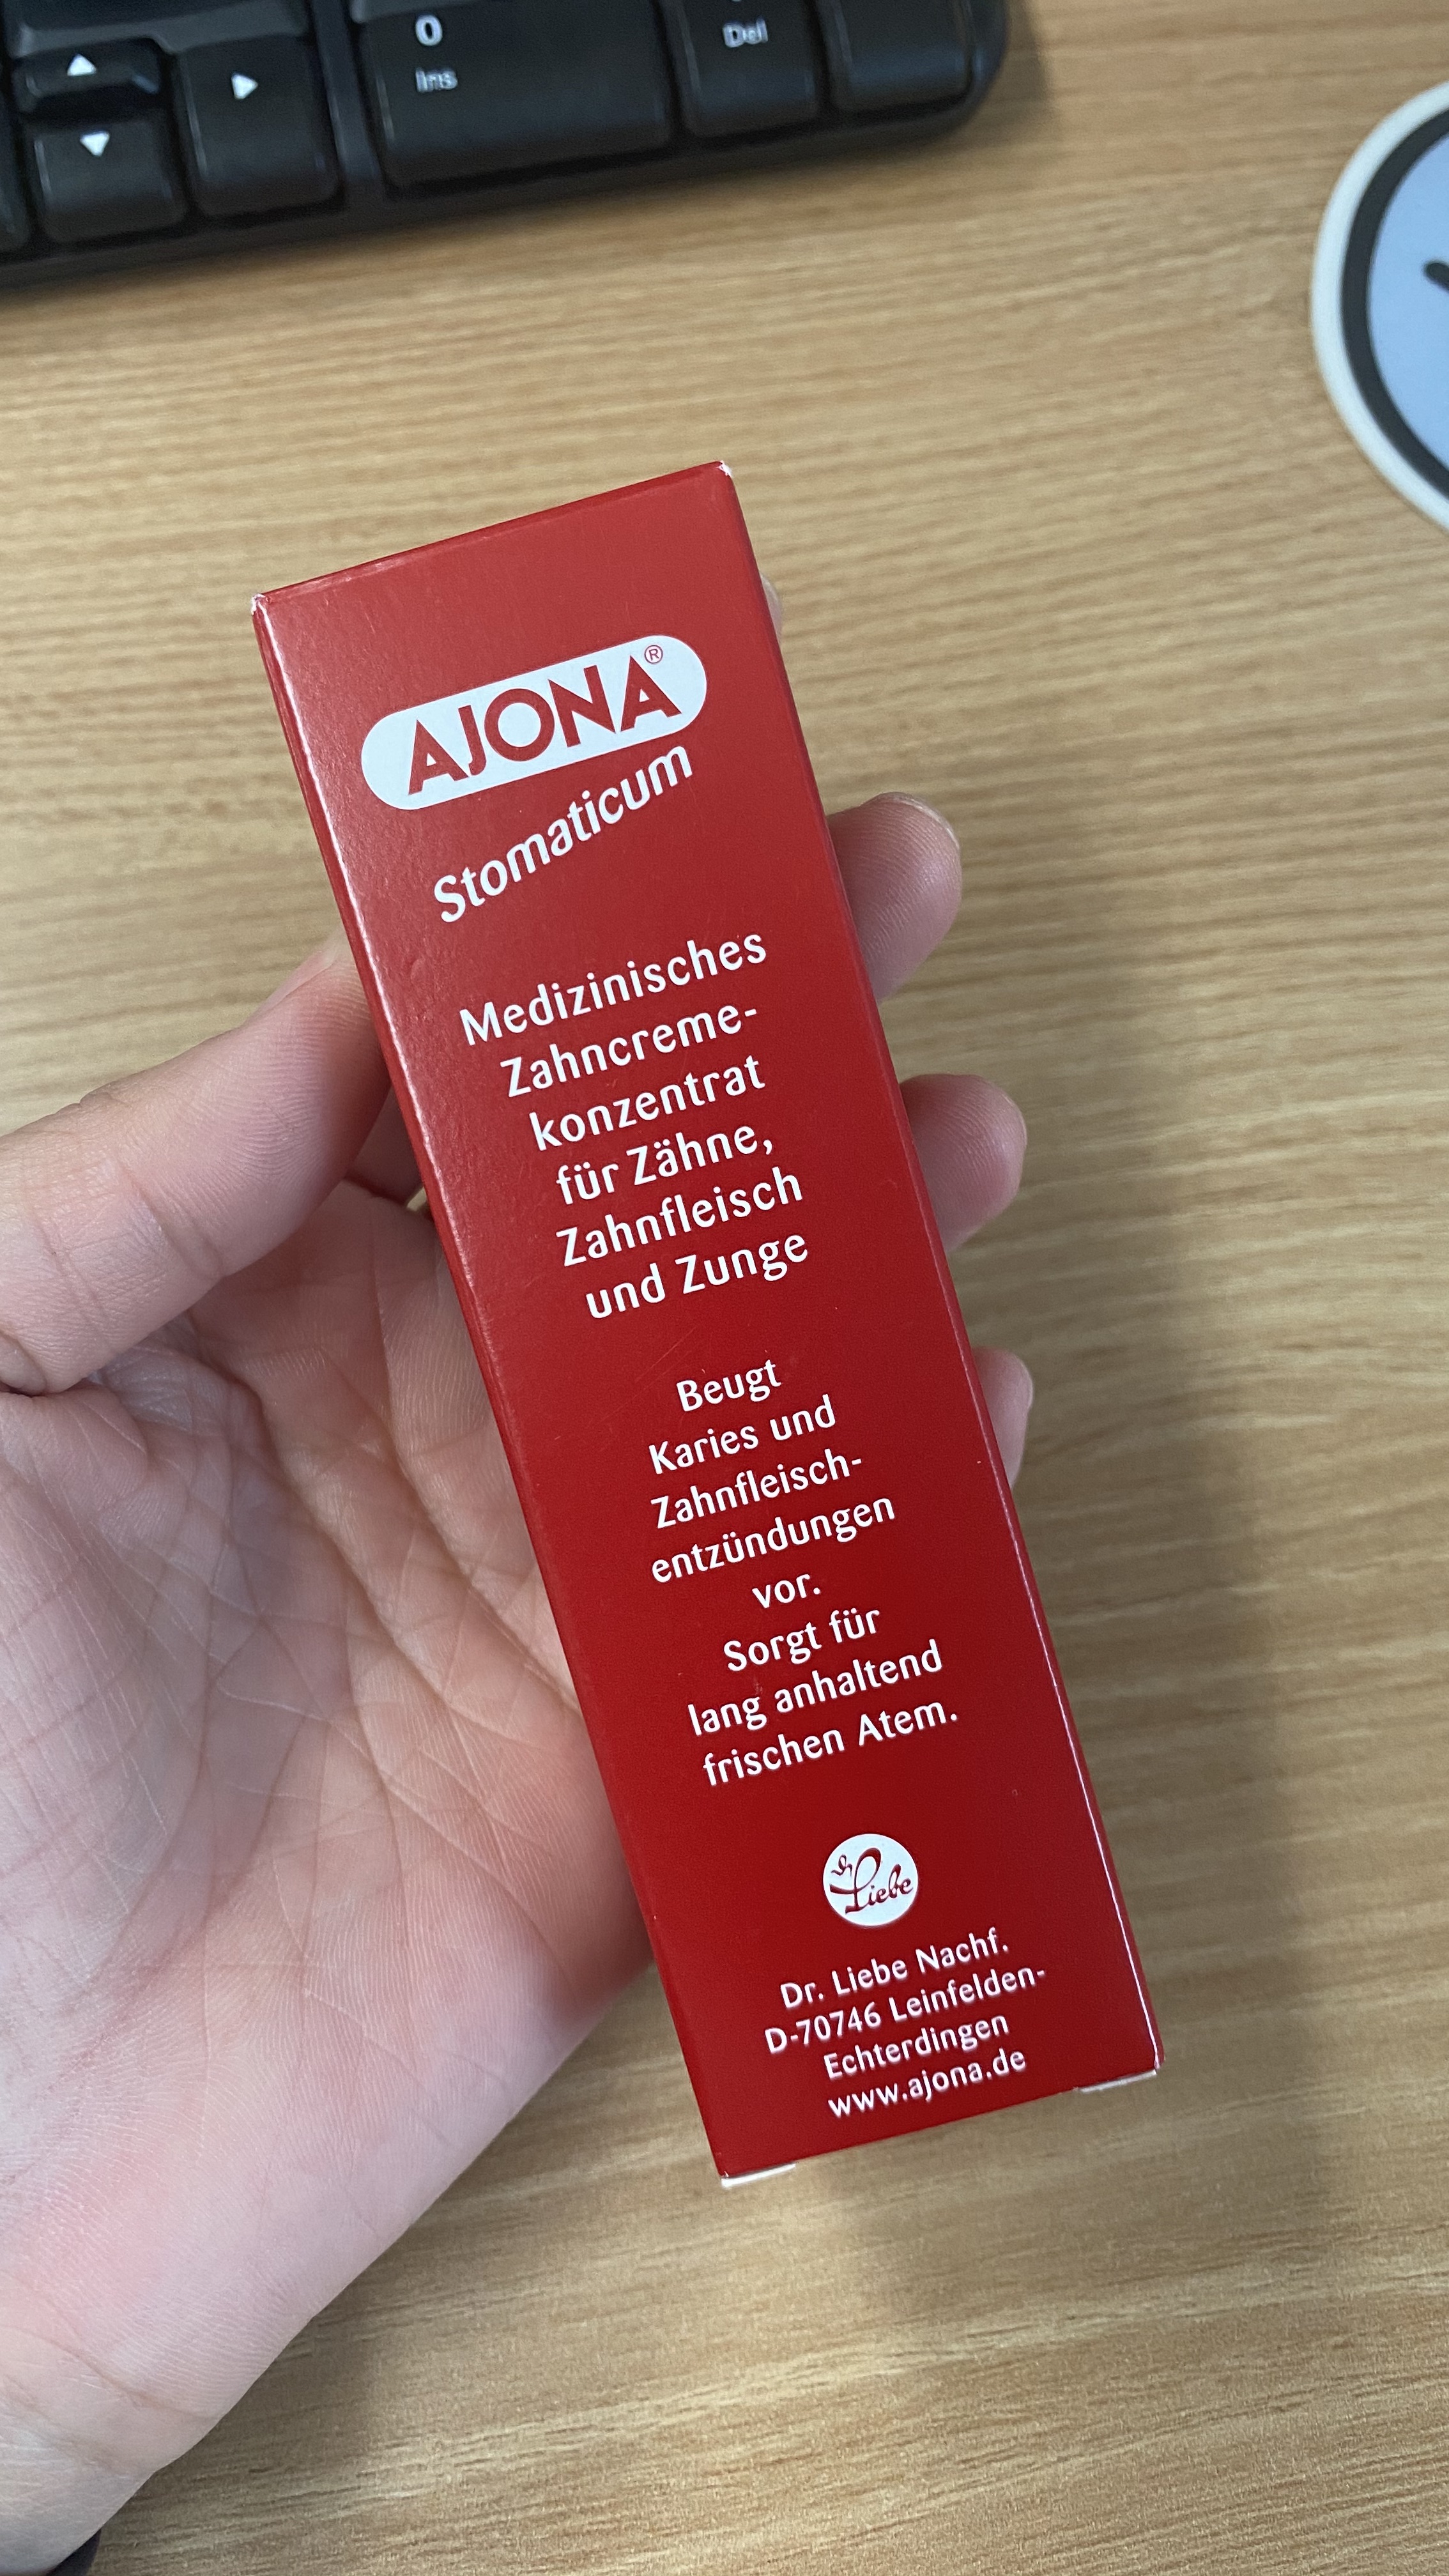 0
Ins
Del
AJONA®
Stomaticum
Medizinisches
Zahncreme-
konzentrat
für Zähne,
Zahnfleisch
und Zunge
Beugt
Karies und
Zahnfleisch-
entzündungen
vor.
Sorgt für
lang anhaltend
frischen Atem.
Dr Liebe
Dr. Liebe Nachf.
D-70746 Leinfelden-
Echterdingen
www.ajona.de